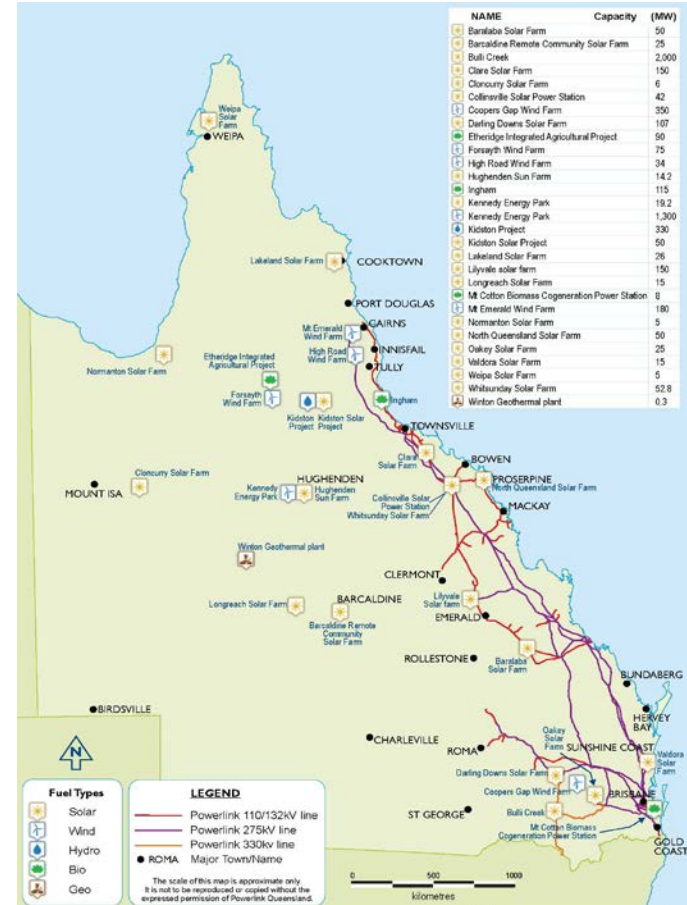 NAME Capacity (MW)
Baralaba Solar Farm 50
Barcaldine Remote Community Solar Farm 25
Bulli Creek 2,000
Clare Solar Farm 150
Cloncurry Solar Farm 6
Collinsville Solar Power Station 42
Coopers Gap Wind Farm 350
Darling Downs Solar Farm 107
Etheridge Integrated Agricultural Project 90
Forsayth Wind Farm 75
High Road Wind Farm 34
Hughenden Sun Farm 14.2
Ingham 115
Kennedy Energy Park 19.2
Kennedy Energy Park 1,300
Kidston Project 330
Kidston Solar Project 50
Lakeland Solar Farm 26
Lilyvale solar farm 150
Longreach Solar Farm 15
Mt Cotton Biomass Cogeneration Power Station 8
Mt Emerald Wind Farm 180
Normanton Solar Farm 5
North Queensland Solar Farm 50
Oakey Solar Farm 25
Valdora Solar Farm 15
Weipa Solar Farm 5
Whitsunday Solar Farm 52.8
Winton Geothermal plant 0.3
Weipa
Solar
Farm
WEIPA
Lakeland Solar Farm
COOKTOWN
PORT DOUGLAS
CAIRNS
Mt Emerald
Wind Farm
High Road
Wind Farm
INNISFAIL
TULLY
Normanton Solar Farm
Etheridge Integrated
Agricultural Project
Forsayth
Wind Farm
Kidston
Project
Kidston Solar
Project
Ingham
TOWNSVILLE
Clare
Solar Farm
BOWEN
Cloncurry Solar Farm
MOUNT ISA
HUGHENDEN
Kennedy
Energy Park
Hughenden
Sun Farm
PROSERPINE
North Queensland Solar Farm
Collinsville Solar
Power Station
Whitsunday Solar Farm
MACKAY
Winton Geothermal plant
CLERMONT
Longreach Solar Farm
BARCALDINE
Barcaldine Remote
Community
Solar Farm
Lilyvale
Solar farm
EMERALD
ROLLESTONE
Baralaba
Solar Farm
BUNDABERG
BIRDSVILLE
HERVEY
BAY
CHARLEVILLE
ROMA
Oakey
Solar
Farm
SUNSHINE COAST
Valdora
Solar
Farm
Darling Downs Solar Farm
Coopers Gap Wind Farm
BRISBANE
ST GEORGE
Bulli Creek
Mt Cotton Biomass
Cogeneration Power Station
GOLD
COAST
N
Fuel Types
Solar
Wind
Hydro
Bio
Geo
LEGEND
Powerlink 110/132kV line
Powerlink 275kV line
Powerlink 330kv line
ROMA Major Town/Name
The scale of this map is approximate only
It is not to be reproduced or copied without the
expressed permission of Powerlink Queensland.
0 500 1000
kilometres